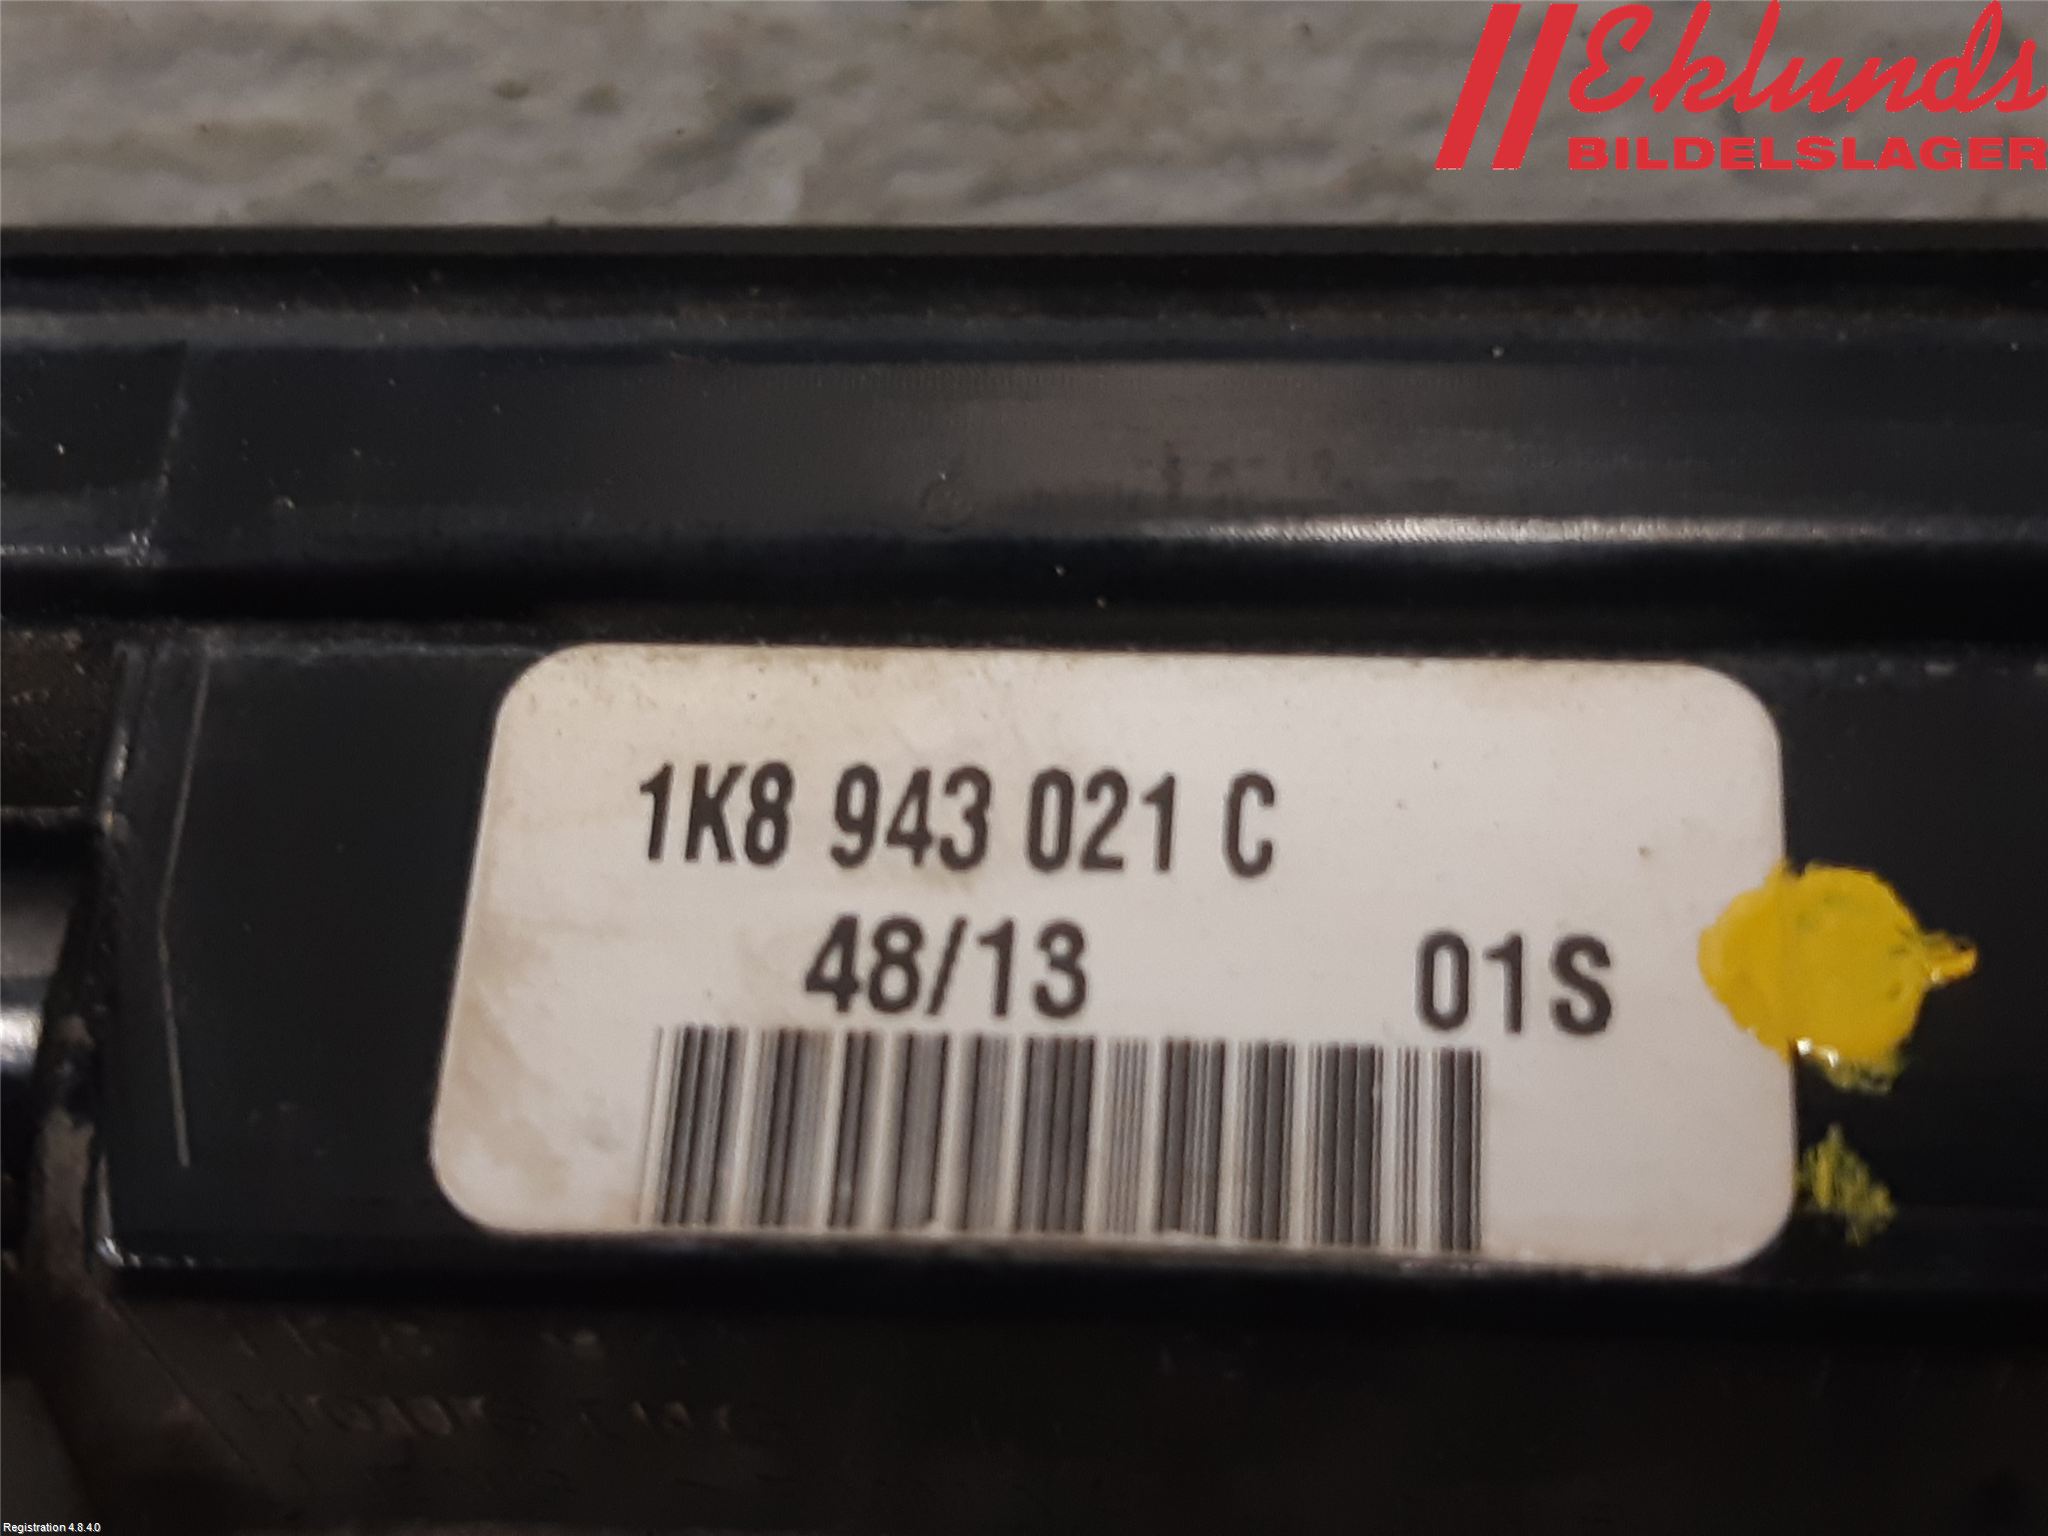 Eklunds
BILDELSLAGER
1K8 943 021 C
48/13 01S
Registration 4.8.4.0